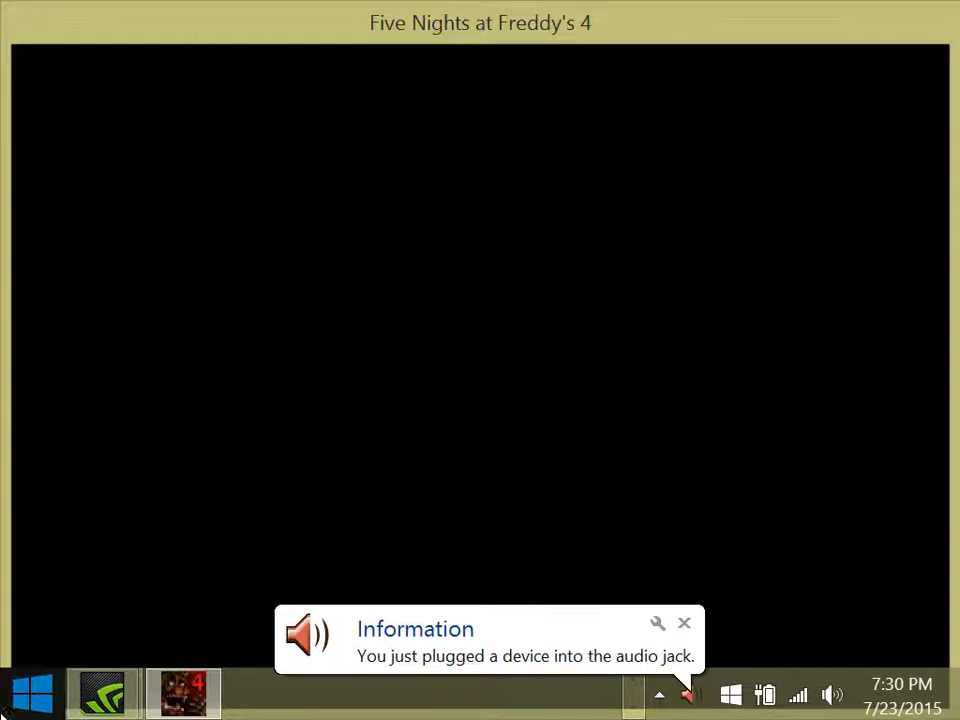 Five Nights at Freddy's 4
Information
You just plugged a device into the audio jack.
4
7:30 PM
7/23/2015